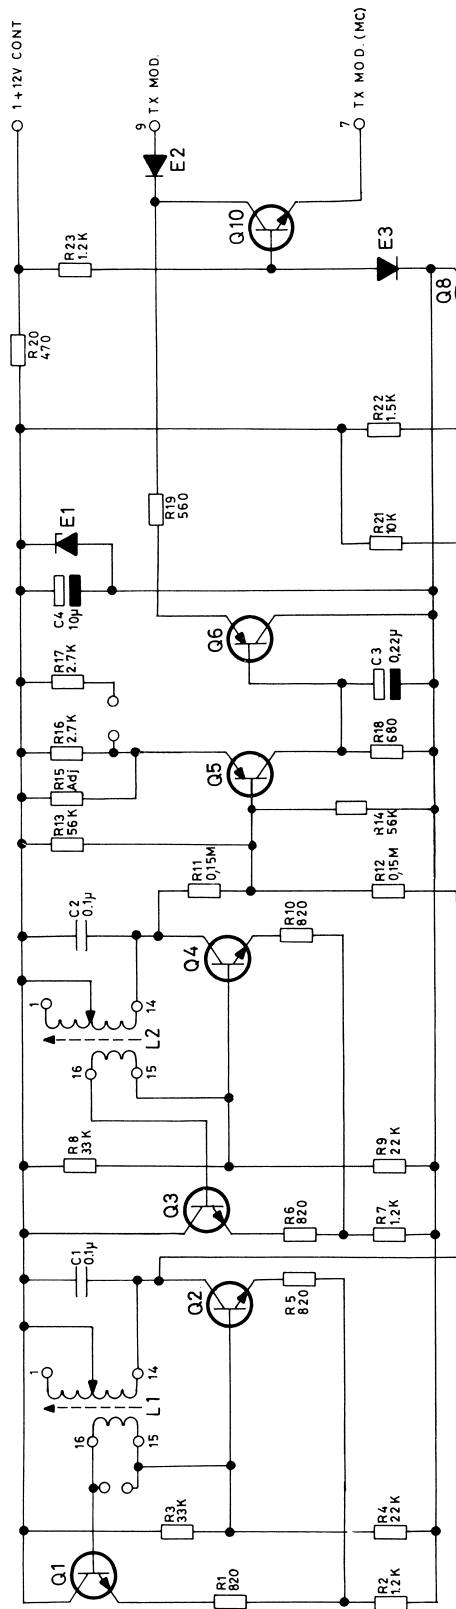 1 +12V CONT
9 TX MOD.
7 TX MOD.(MC)
E2
Q10
R23
1.2K
E3
Q8
R20
470
R22
1.5K
R21
10K
R19
560
E1
C4
10µ
Q6
C3
0,22µ
R17
2.7K
R16
2.7K
R15
Adj
R13
56K
Q5
R18
680
R14
56K
R11
0,15M
R12
0,15M
C2
0.1µ
Q4
R10
820
1
14
L2
16
15
R8
33K
R9
22K
Q3
R6
820
R7
1.2K
C1
0.1µ
Q2
R5
820
1
14
L1
16
15
R3
33K
R4
22K
Q1
R1
820
R2
1.2K